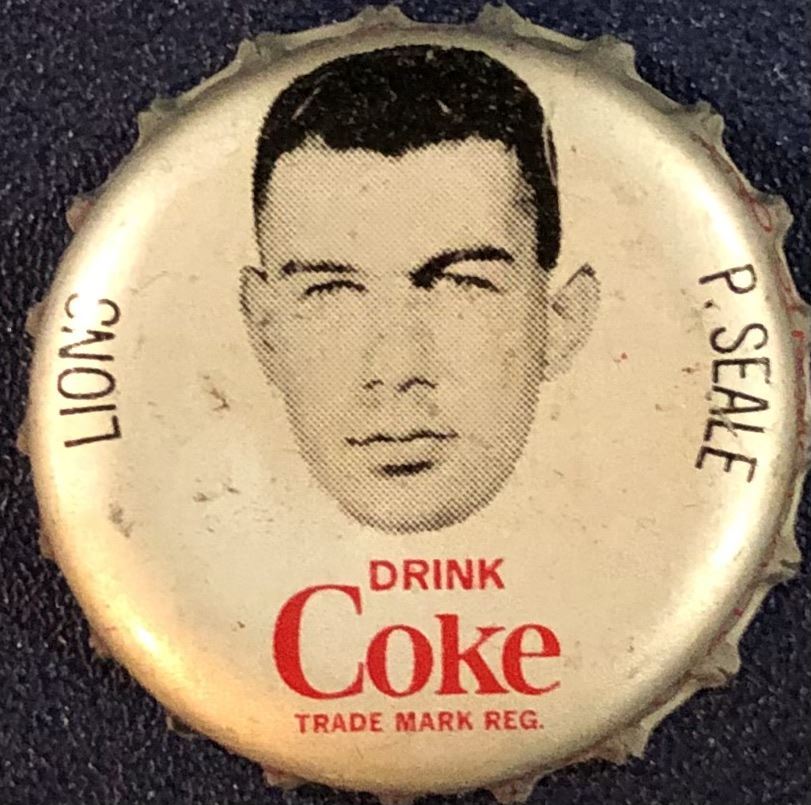 LIONS
P. SEALE
DRINK
Coke
TRADE MARK REG.